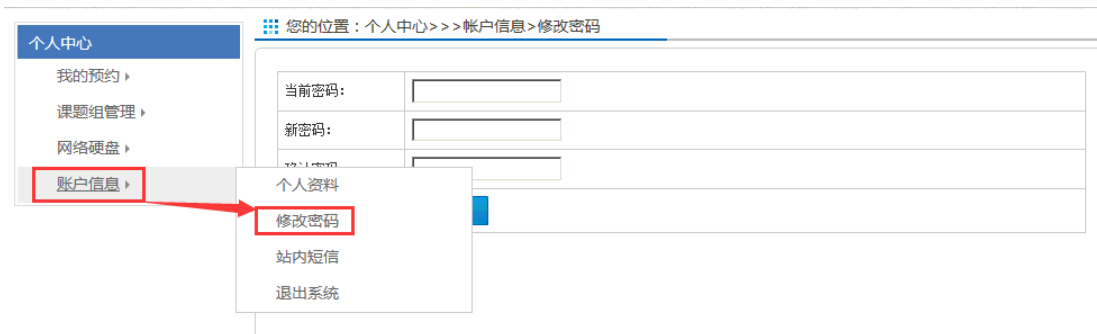 您的位置：个人中心>>>帐户信息>修改密码
个人中心
我的预约
课题组管理
网络硬盘
账户信息
当前密码：
新密码：
个人资料
修改密码
站内短信
退出系统